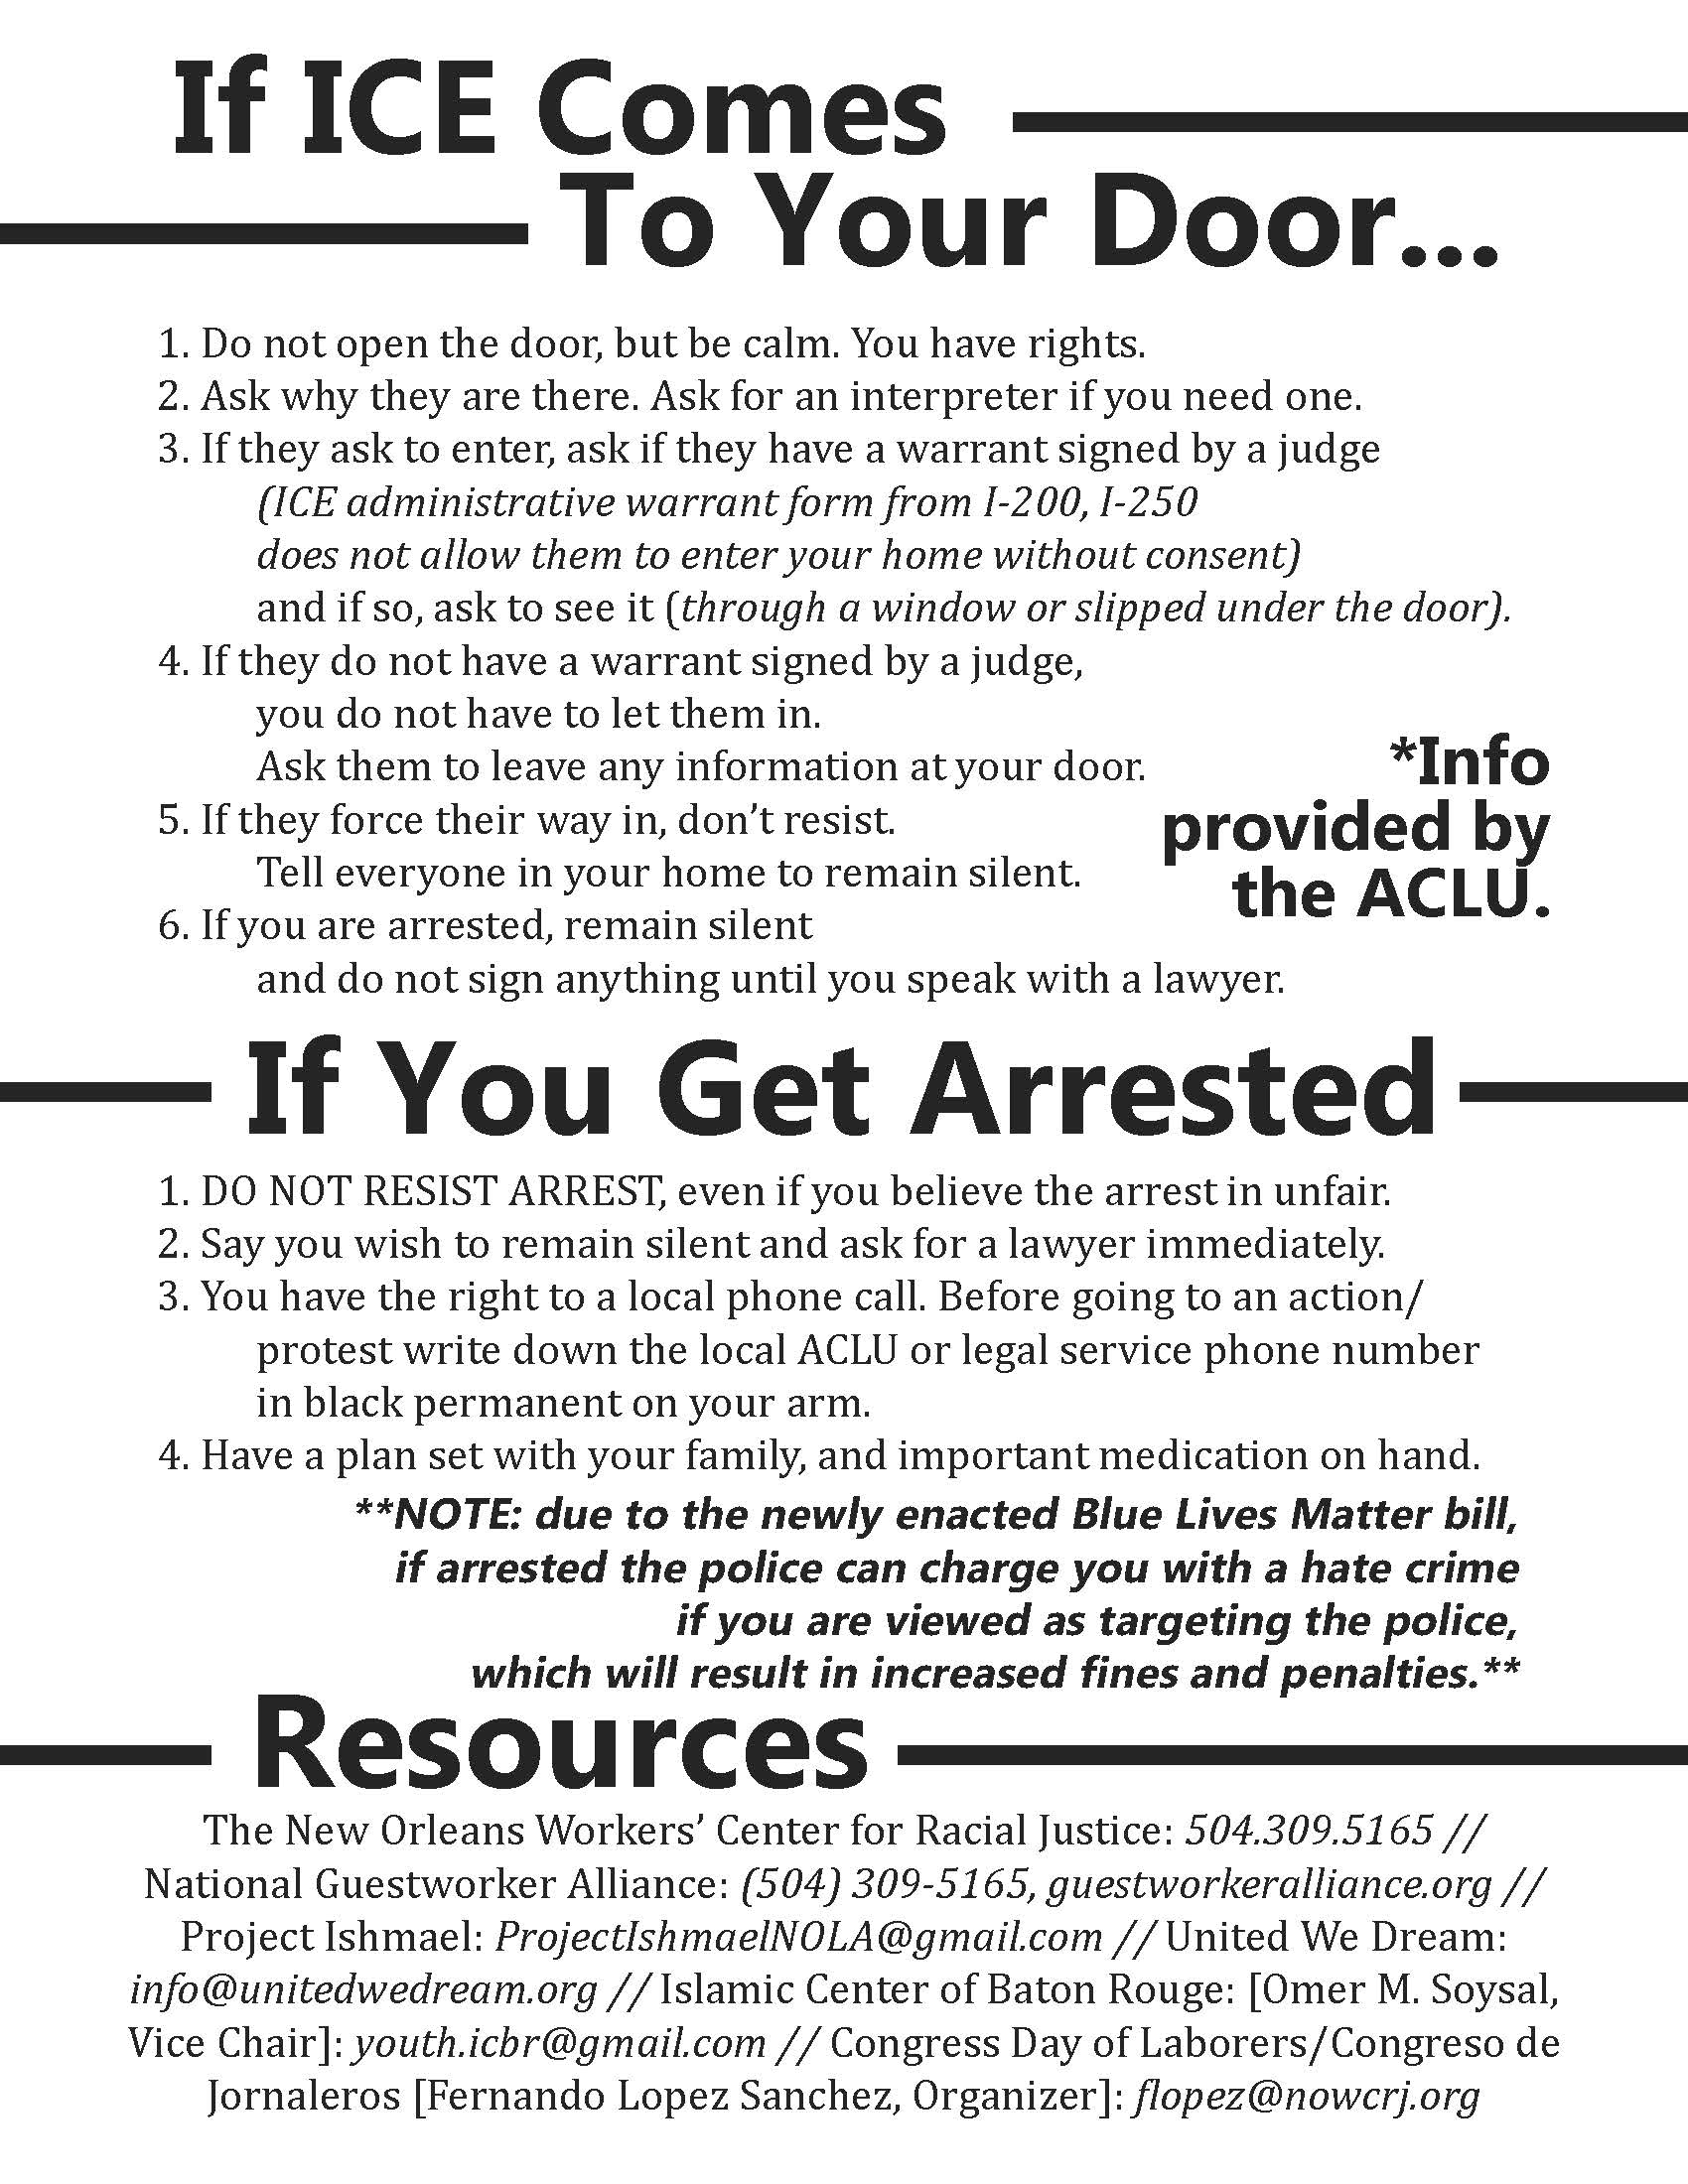 If ICE Comes
To Your Door...
1. Do not open the door, but be calm. You have rights.
2. Ask why they are there. Ask for an interpreter if you need one.
3. If they ask to enter, ask if they have a warrant signed by a judge
(ICE administrative warrant form from I-200, I-250
does not allow them to enter your home without consent)
and if so, ask to see it (through a window or slipped under the door).
4. If they do not have a warrant signed by a judge,
you do not have to let them in.
Ask them to leave any information at your door.
5. If they force their way in, don’t resist.
Tell everyone in your home to remain silent.
6. If you are arrested, remain silent
and do not sign anything until you speak with a lawyer.
*Info
provided by
the ACLU.
If You Get Arrested
1. DO NOT RESIST ARREST, even if you believe the arrest in unfair.
2. Say you wish to remain silent and ask for a lawyer immediately.
3. You have the right to a local phone call. Before going to an action/
protest write down the local ACLU or legal service phone number
in black permanent on your arm.
4. Have a plan set with your family, and important medication on hand.
**NOTE: due to the newly enacted Blue Lives Matter bill,
if arrested the police can charge you with a hate crime
if you are viewed as targeting the police,
which will result in increased fines and penalties.**
Resources
The New Orleans Workers’ Center for Racial Justice: 504.309.5165 //
National Guestworker Alliance: (504) 309-5165, guestworkeralliance.org //
Project Ishmael: ProjectIshmaelNOLA@gmail.com // United We Dream:
info@unitedwedream.org // Islamic Center of Baton Rouge: [Omer M. Soysal,
Vice Chair]: youth.icbr@gmail.com // Congress Day of Laborers/Congreso de
Jornaleros [Fernando Lopez Sanchez, Organizer]: flopez@nowcrj.org